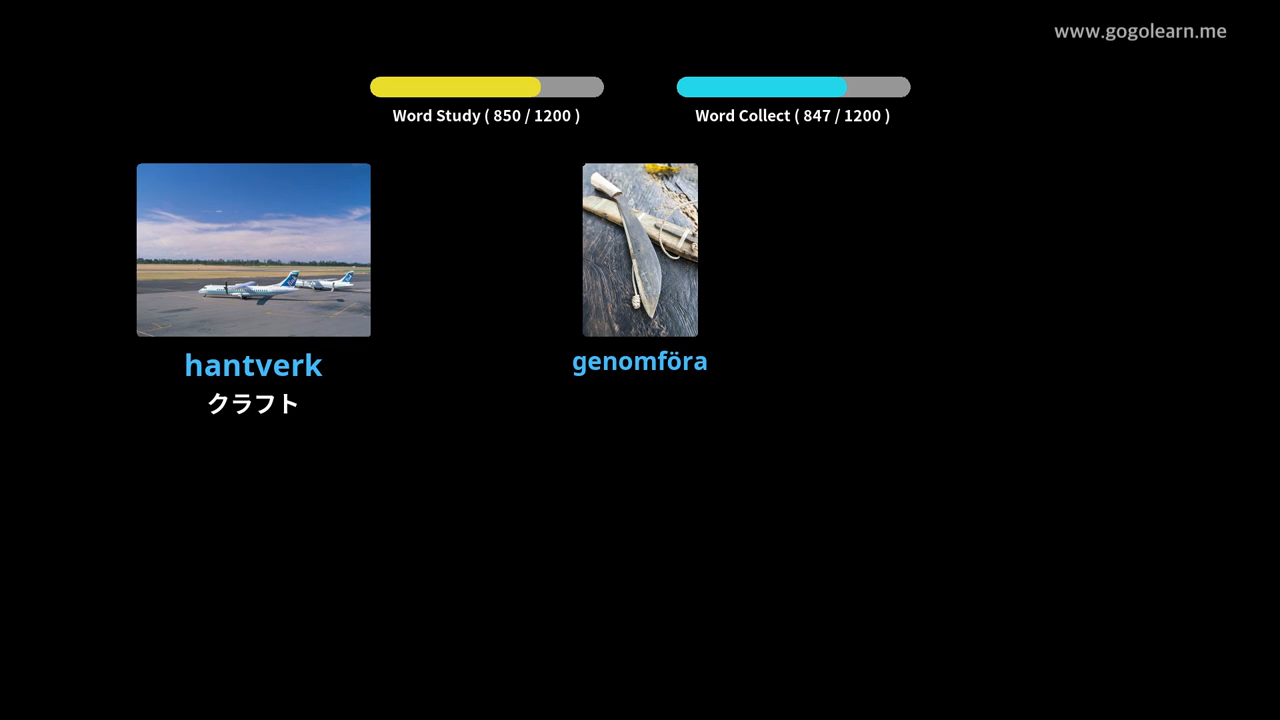 www.gogolearn.me
Word Study ( 850 / 1200 )
Word Collect ( 847 / 1200 )
hantverk
クラフト
genomföra